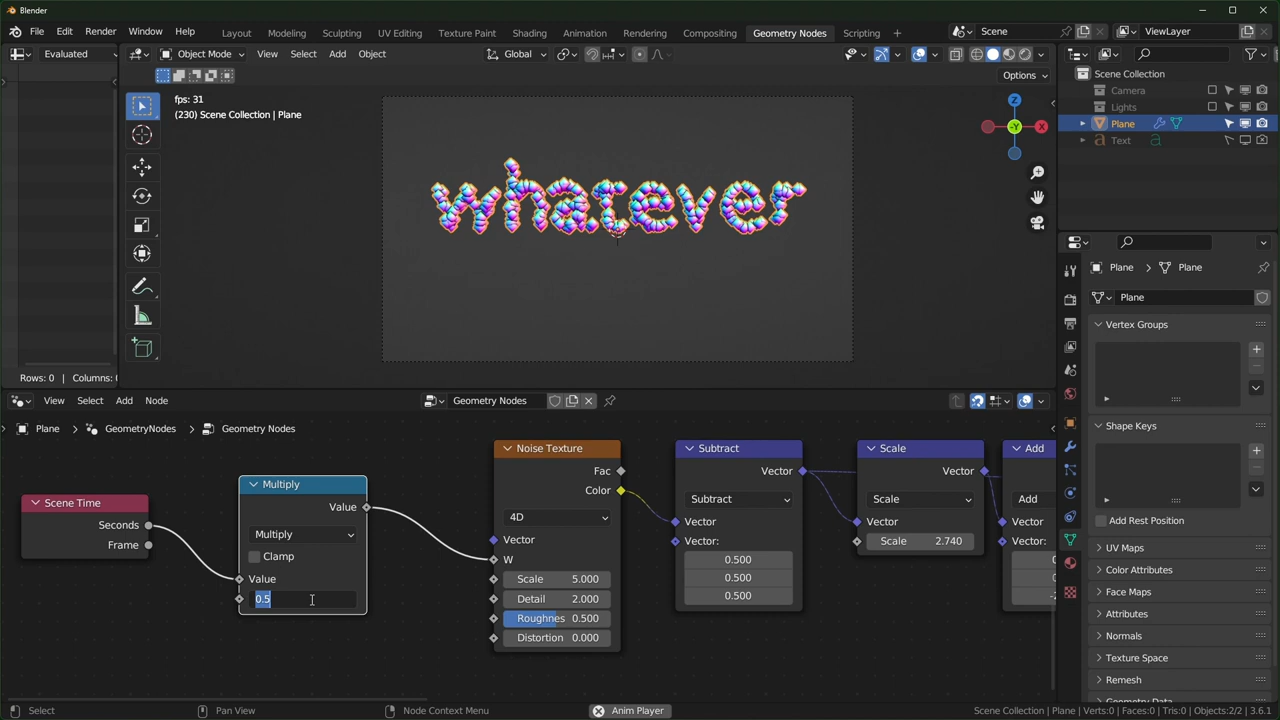 Blender
File Edit Render Window Help
Layout Modeling Sculpting UV Editing Texture Paint Shading Animation Rendering Compositing Geometry Nodes Scripting
Scene ViewLayer
Evaluated
Object Mode View Select Add Object
Global
Options
fps: 31
(230) Scene Collection | Plane
whatever
Z
-Y
X
Rows: 0 | Columns: 0
Scene Collection
Camera
Lights
Plane
Text
Plane Plane
Plane
Vertex Groups
Shape Keys
Add Rest Position
UV Maps
Color Attributes
Face Maps
Attributes
Normals
Texture Space
Remesh
Geometry Data
View Select Add Node
Geometry Nodes
Plane GeometryNodes Geometry Nodes
Scene Time
Seconds
Frame
Multiply
Value
Multiply
Clamp
Value
0.5
Noise Texture
Fac
Color
4D
Vector
W
Scale 5.000
Detail 2.000
Roughness 0.500
Distortion 0.000
Subtract
Vector
Subtract
Vector
Vector:
0.500
0.500
0.500
Scale
Vector
Scale
Vector
Scale 2.740
Add
Add
Vector
Vector:
Select Pan View Node Context Menu Anim Player
Scene Collection | Plane | Verts:0 | Faces:0 | Tris:0 | Objects:2/2 | 3.6.1